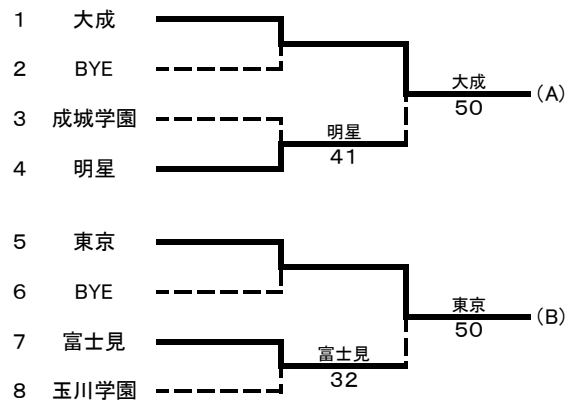 1 大成
2 BYE
大成
50 (A)
3 成城学園
明星
41
4 明星
5 東京
6 BYE
東京
50 (B)
7 富士見
富士見
32
8 玉川学園